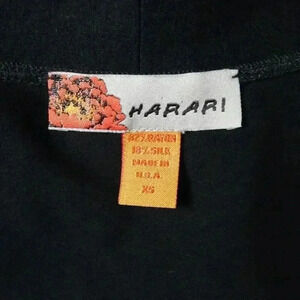 HARARI
82% RAYON
18% SILK
MADE IN
U.S.A.
XS